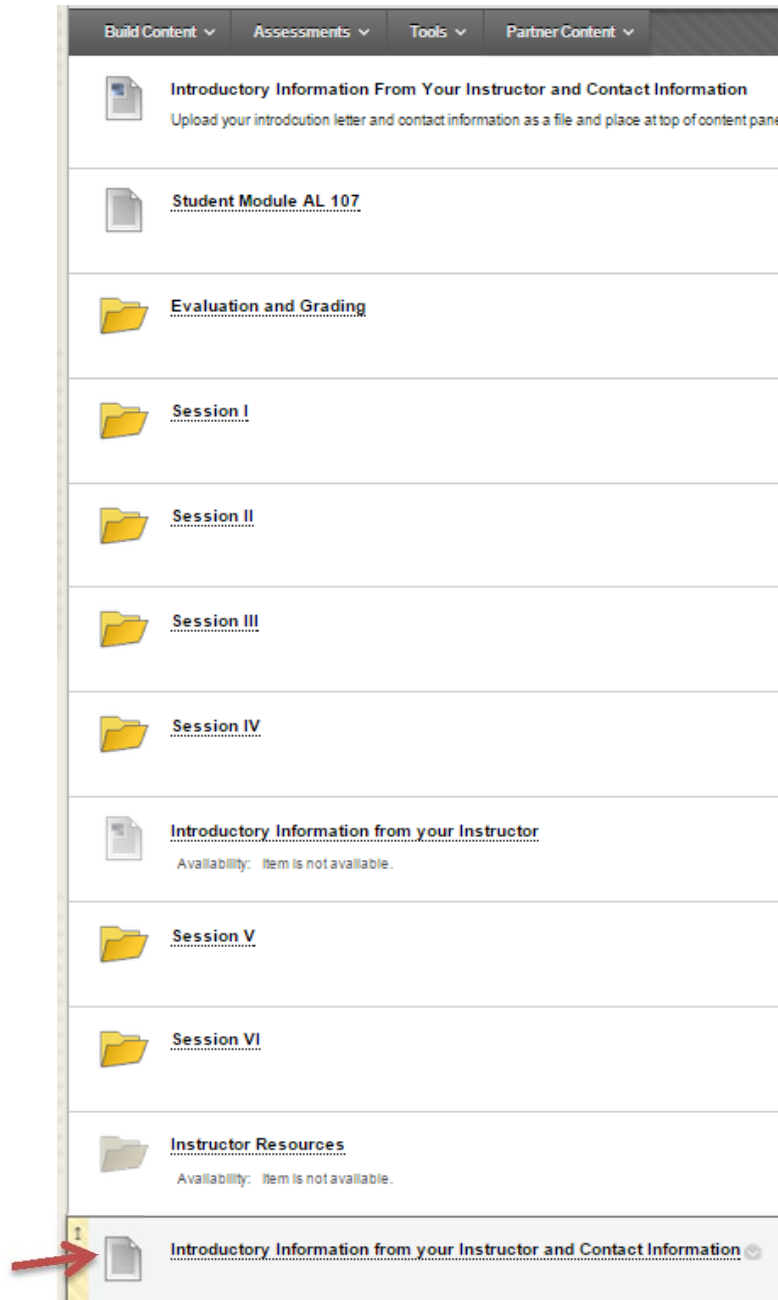 Build Content Assessments Tools Partner Content
Introductory Information From Your Instructor and Contact Information
Upload your introdcution letter and contact information as a file and place at top of content pane
Student Module AL 107
Evaluation and Grading
Session I
Session II
Session III
Session IV
Introductory Information from your Instructor
Availability: Item is not available.
Session V
Session VI
Instructor Resources
Availability: Item is not available.
Introductory Information from your Instructor and Contact Information